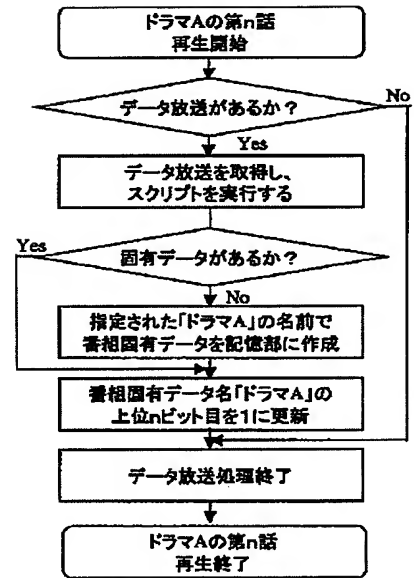 ドラマAの第n話
再生開始
データ放送があるか?
No
Yes
データ放送を取得し、
スクリプトを実行する
Yes
固有データがあるか?
No
指定された「ドラマA」の名前で
番組固有データを記憶部に作成
番組固有データ名「ドラマA」の
上位nビット目を1に更新
データ放送処理終了
ドラマAの第n話
再生終了